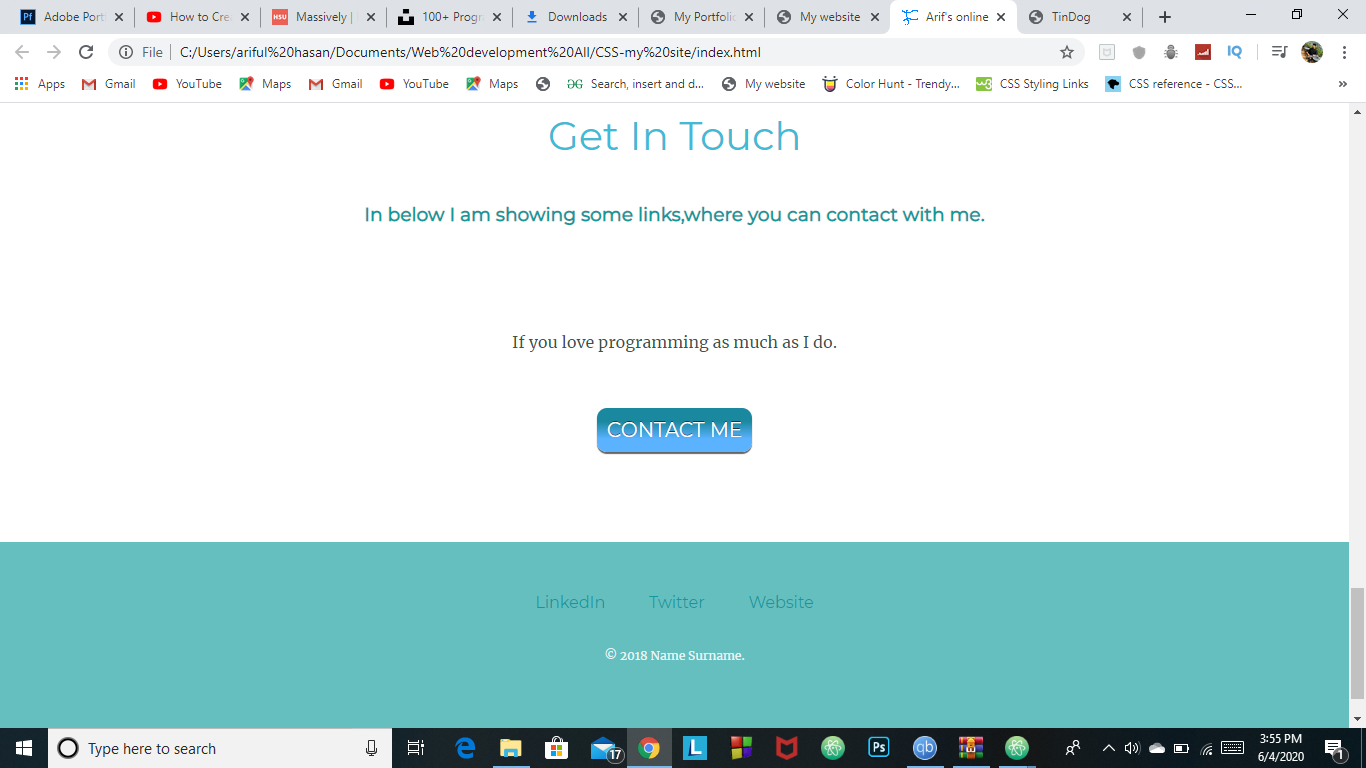 Adobe Port
How to Crea
HSU Massively |
100+ Progr
Downloads
My Portfolio
My website
Arif's online
TinDog
File C:/Users/ariful%20hasan/Documents/Web%20development%20All/CSS-my%20site/index.html
IQ
Apps Gmail YouTube Maps Gmail YouTube Maps Search, insert and d... My website Color Hunt - Trendy... CSS Styling Links CSS reference - CSS... »
Get In Touch
In below I am showing some links,where you can contact with me.
If you love programming as much as I do.
CONTACT ME
LinkedIn Twitter Website
© 2018 Name Surname.
Type here to search
17
L
Ps
qb
3:55 PM
6/4/2020
1